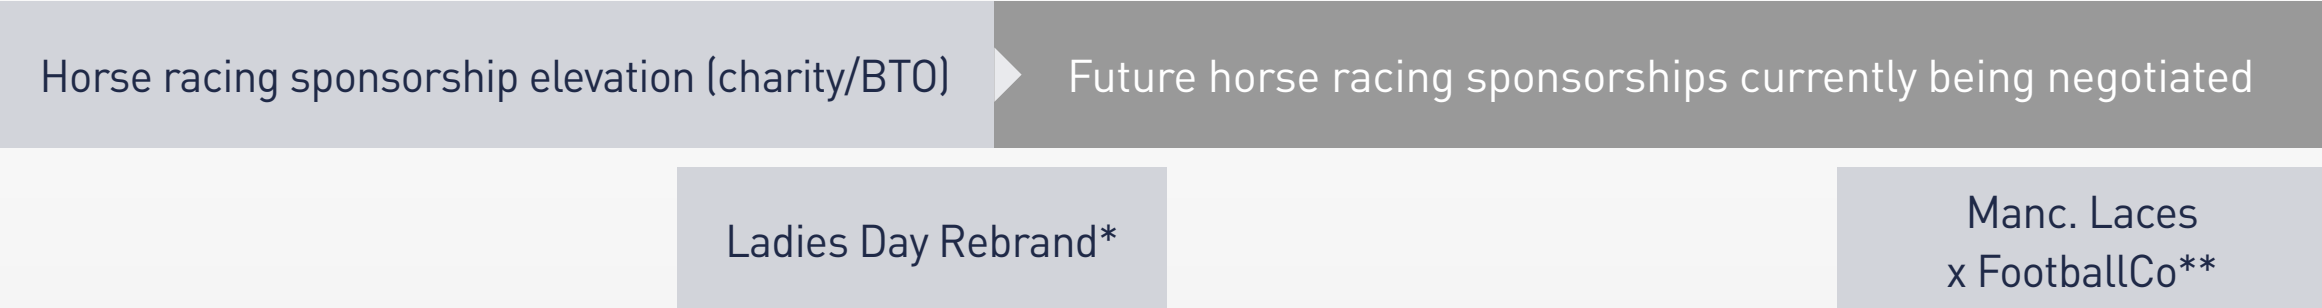 Horse racing sponsorship elevation (charity/BTO)
Future horse racing sponsorships currently being negotiated
Ladies Day Rebrand*
Manc. Laces
x FootballCo**